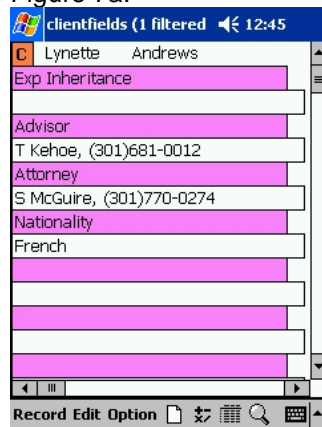 Figure 7a.
clientfields (1 filtered 12:45
C Lynette Andrews
Exp Inheritance
Advisor
T Kehoe, (301)681-0012
Attorney
S McGuire, (301)770-0274
Nationality
French
Record Edit Option